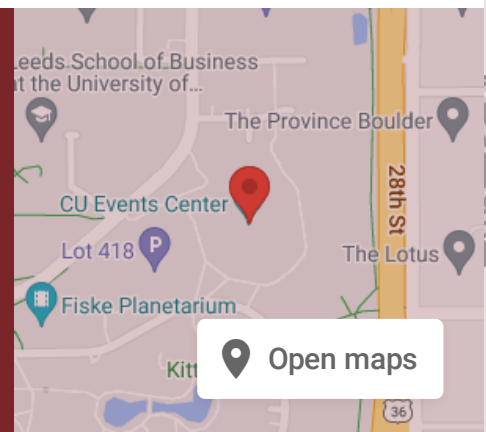 Leeds School of Business
at the University of...
The Province Boulder
CU Events Center
28th St
Lot 418
P
The Lotus
Fiske Planetarium
Open maps
36